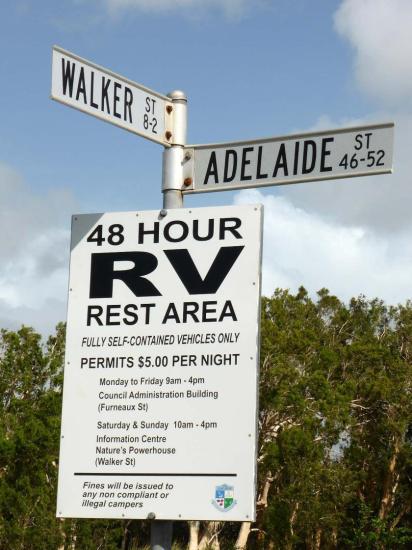 WALKER ST
8-2
ADELAIDE ST
46-52
48 HOUR
RV
REST AREA
FULLY SELF-CONTAINED VEHICLES ONLY
PERMITS $5.00 PER NIGHT
Monday to Friday 9am - 4pm
Council Administration Building
(Furneaux St)
Saturday & Sunday 10am - 4pm
Information Centre
Nature's Powerhouse
(Walker St)
Fines will be issued to
any non compliant or
illegal campers